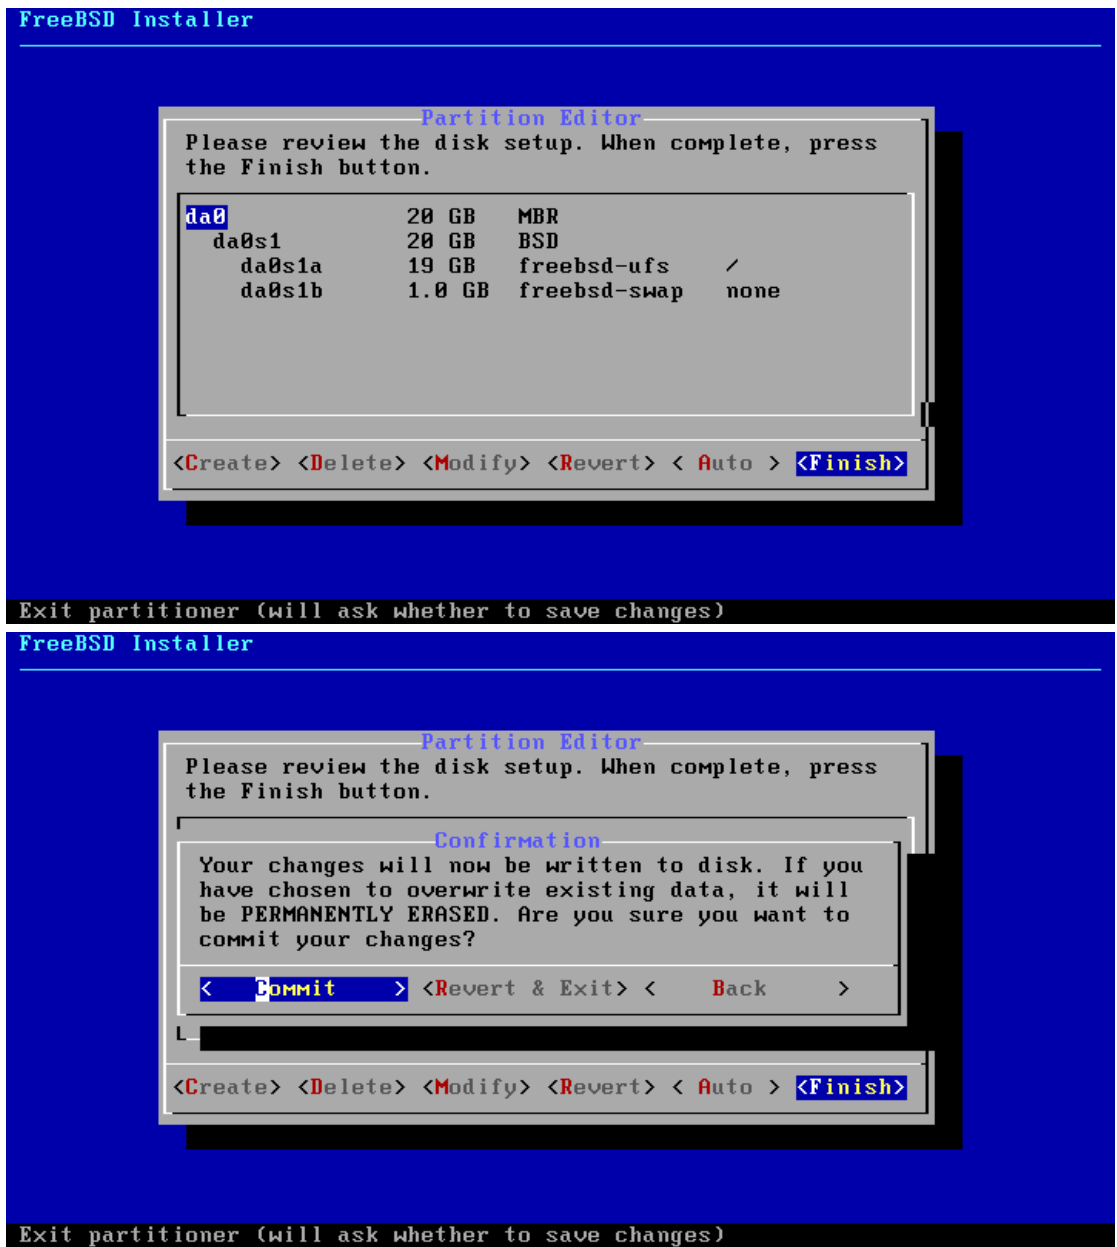 FreeBSD Installer
Partition Editor
Please review the disk setup. When complete, press
the Finish button.
da0 20 GB MBR
da0s1 20 GB BSD
da0s1a 19 GB freebsd-ufs /
da0s1b 1.0 GB freebsd-swap none
<Create> <Delete> <Modify> <Revert> < Auto > <Finish>
Exit partitioner (will ask whether to save changes)
FreeBSD Installer
Partition Editor
Please review the disk setup. When complete, press
the Finish button.
Confirmation
Your changes will now be written to disk. If you
have chosen to overwrite existing data, it will
be PERMANENTLY ERASED. Are you sure you want to
commit your changes?
< Commit > <Revert & Exit> < Back >
<Create> <Delete> <Modify> <Revert> < Auto > <Finish>
Exit partitioner (will ask whether to save changes)